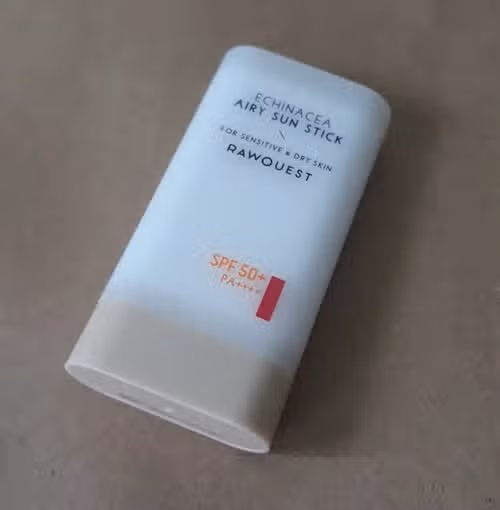 ECHINACEA
AIRY SUN STICK
\
FOR SENSITIVE & DRY SKIN
RAWQUEST
SPF 50+
PA++++